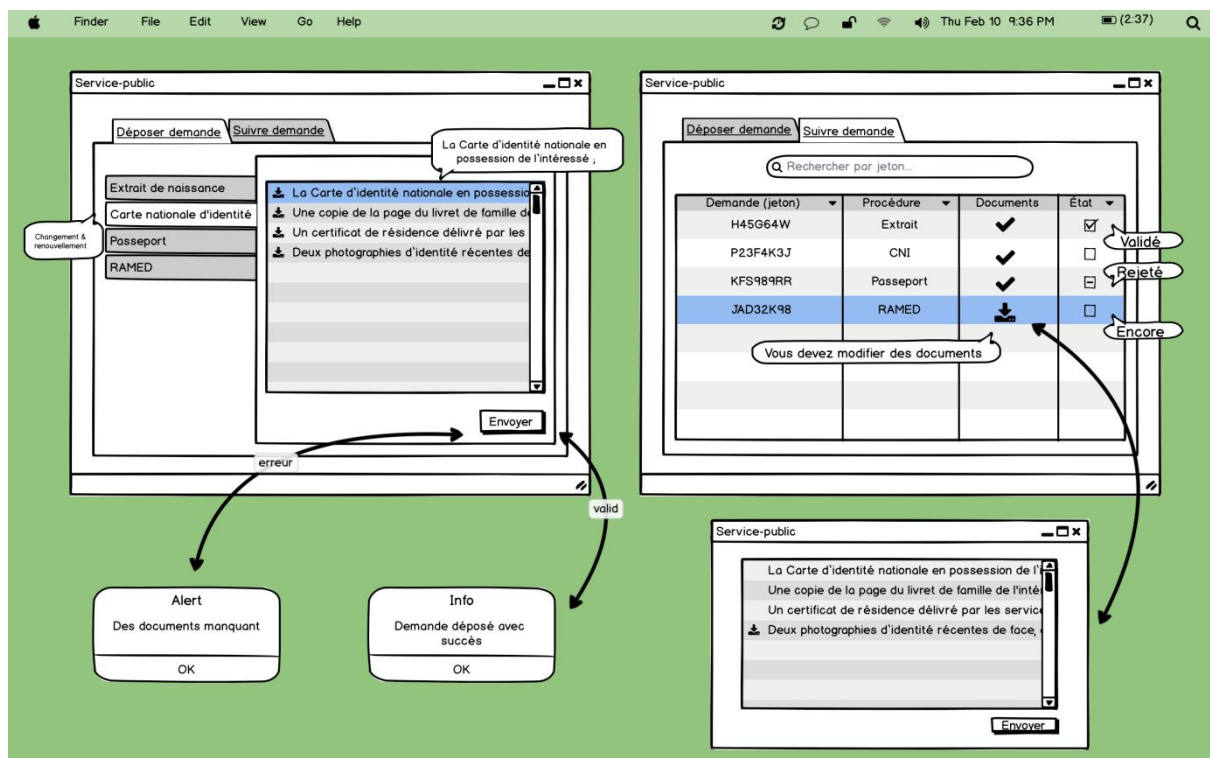 Finder File Edit View Go Help Thu Feb 10 9:36 PM (2:37)
Service-public
Déposer demande Suivre demande
La Carte d'identité nationale en
possession de l'intéressé ;
Extrait de naissance
Carte nationale d'identité
Changement &
renouvellement
Passeport
RAMED
La Carte d'identité nationale en possessio
Une copie de la page du livret de famille de
Un certificat de résidence délivré par les
Deux photographies d'identité récentes de
Envoyer
erreur
valid
Alert
Des documents manquant
OK
Info
Demande déposé avec
succès
OK
Service-public
Déposer demande Suivre demande
Rechercher par jeton...
Demande (jeton) Procédure Documents État
H45G64W Extrait
Validé
P23F4K3J CNI
Rejeté
KFS989RR Passeport
JAD32K98 RAMED
Encore
Vous devez modifier des documents
Service-public
La Carte d'identité nationale en possession de l'i
Une copie de la page du livret de famille de l'inté
Un certificat de résidence délivré par les service
Deux photographies d'identité récentes de face,
Envoyer